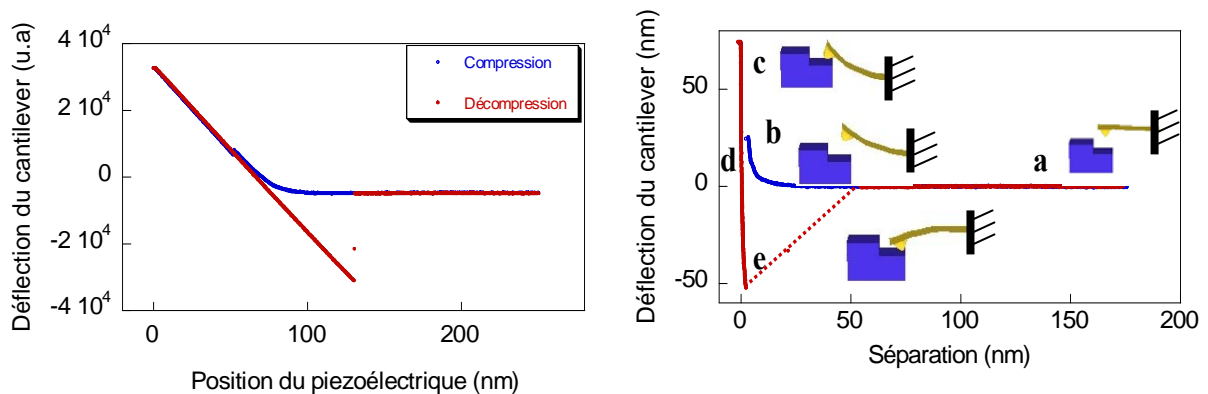 Déflection du cantilever (u.a)
4 10⁴
2 10⁴
0
-2 10⁴
-4 10⁴
Compression
Décompression
0
100
200
Position du piezoélectrique (nm)
Déflection du cantilever (nm)
50
0
-50
c
b
d
a
e
0
50
100
150
200
Séparation (nm)